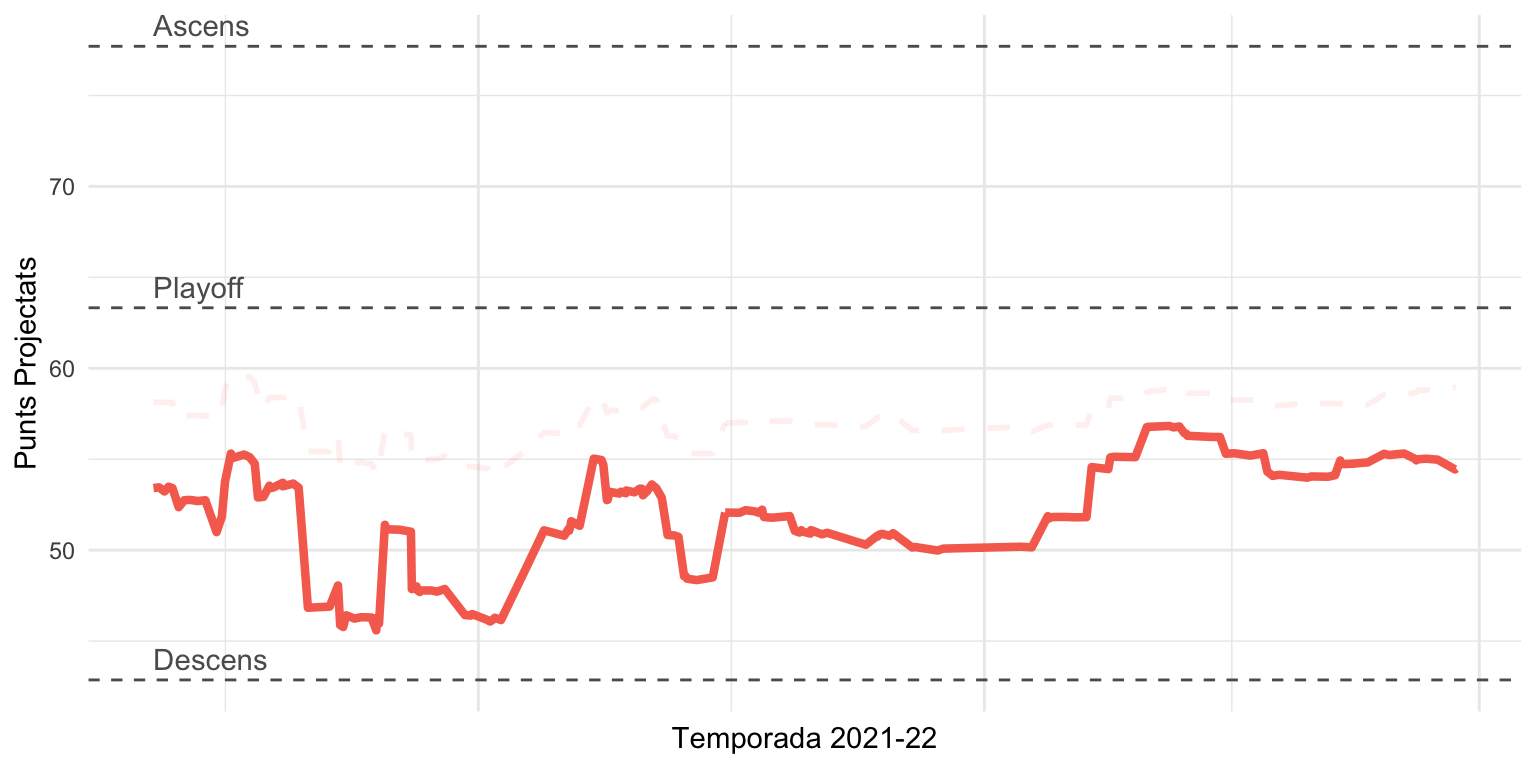 Ascens
70
Playoff
60
50
Descens
Punts Projectats
Temporada 2021-22